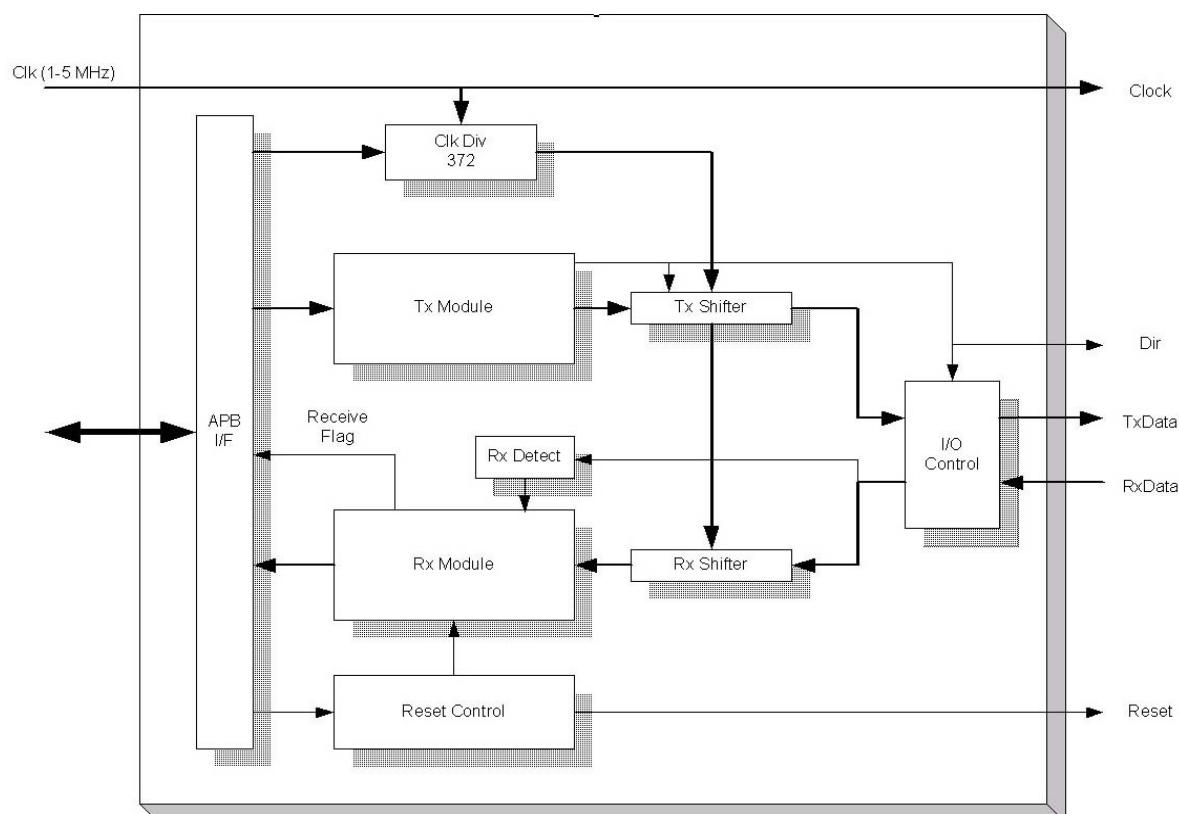 Clk (1-5 MHz)
Clock
Clk Div
372
Tx Module
Tx Shifter
Dir
APB
I/F
Receive
Flag
Rx Detect
I/O
Control
TxData
RxData
Rx Module
Rx Shifter
Reset Control
Reset